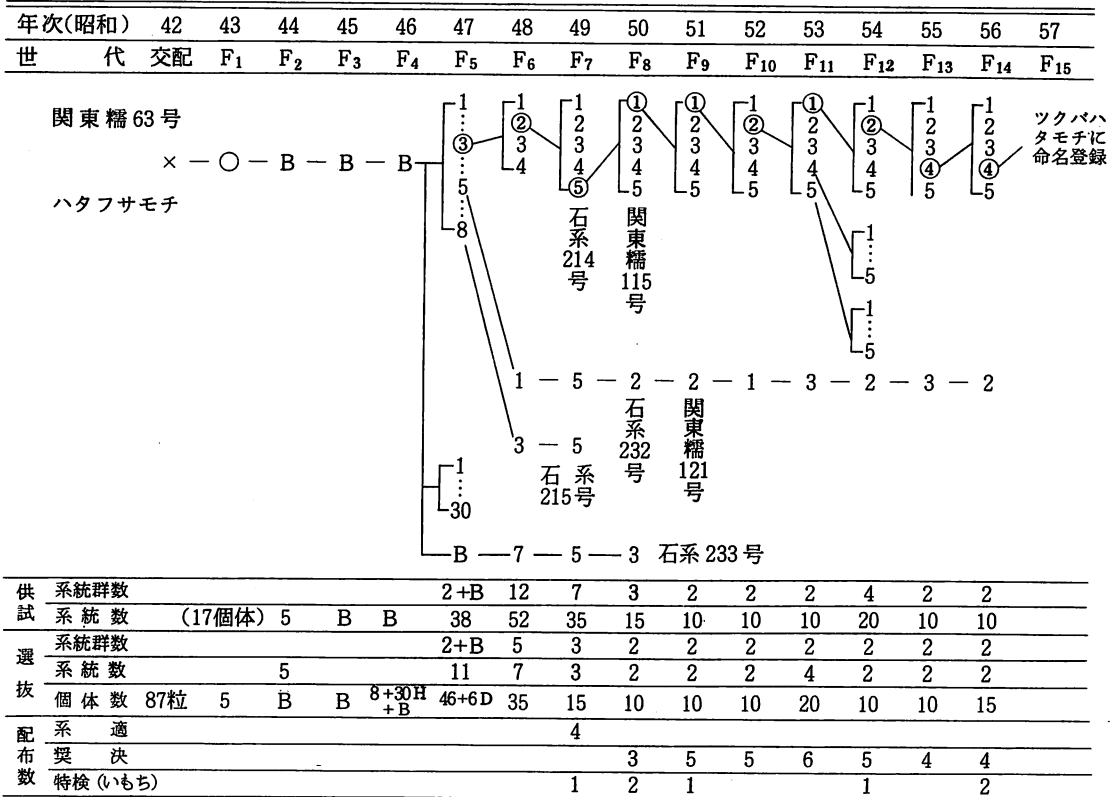 年次(昭和) 42 43 44 45 46 47 48 49 50 51 52 53 54 55 56 57
世代 交配 F1 F2 F3 F4 F5 F6 F7 F8 F9 F10 F11 F12 F13 F14 F15
関東糯63号
× ― ○ ― B ― B ― B
ハタフサモチ
1 ⋮ ③ ⋮ 5 ⋮ 8
1 ② 3 4
1 2 3 4 ⑤
石系214号
① 2 3 4 5
関東糯115号
① 2 3 4 5
1 ② 3 4 5
① 2 3 4 5
1 ② 3 4 5
1 ⋮ 5
1 ⋮ 5
1 2 3 ④ 5
1 2 3 ④ 5
ツクバハ
タモチに
命名登録
1 ― 5 ― 2 ― 2 ― 1 ― 3 ― 2 ― 3 ― 2
石系232号
関東糯121号
3 ― 5
石系
215号
1 ⋮ 30
B ― 7 ― 5 ― 3 石系233号
供試 系統群数 2+B 12 7 3 2 2 2 4 2 2
系統数 (17個体) 5 B B 38 52 35 15 10 10 10 20 10 10
選抜 系統群数 2+B 5 3 2 2 2 2 2 2 2
系統数 5 11 7 3 2 2 2 4 2 2 2
個体数 87粒 5 B B 8+30H+B 46+6D 35 15 10 10 10 20 10 10 15
配布数 系適 4
奨決 3 5 5 6 5 4 4
特検(いもち) 1 2 1 1 2